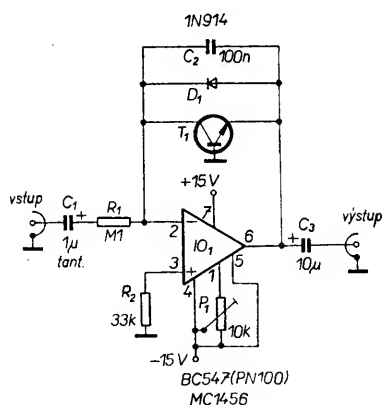 1N914
C2 100n
D1
T1
+15V
vstup
C1 +
R1
1µ
tant.
M1
2 - 7
IO1
6
3 + 4 1 5
C3 +
10µ
výstup
R2
33k
P1
10k
-15V
BC547(PN100)
MC1456